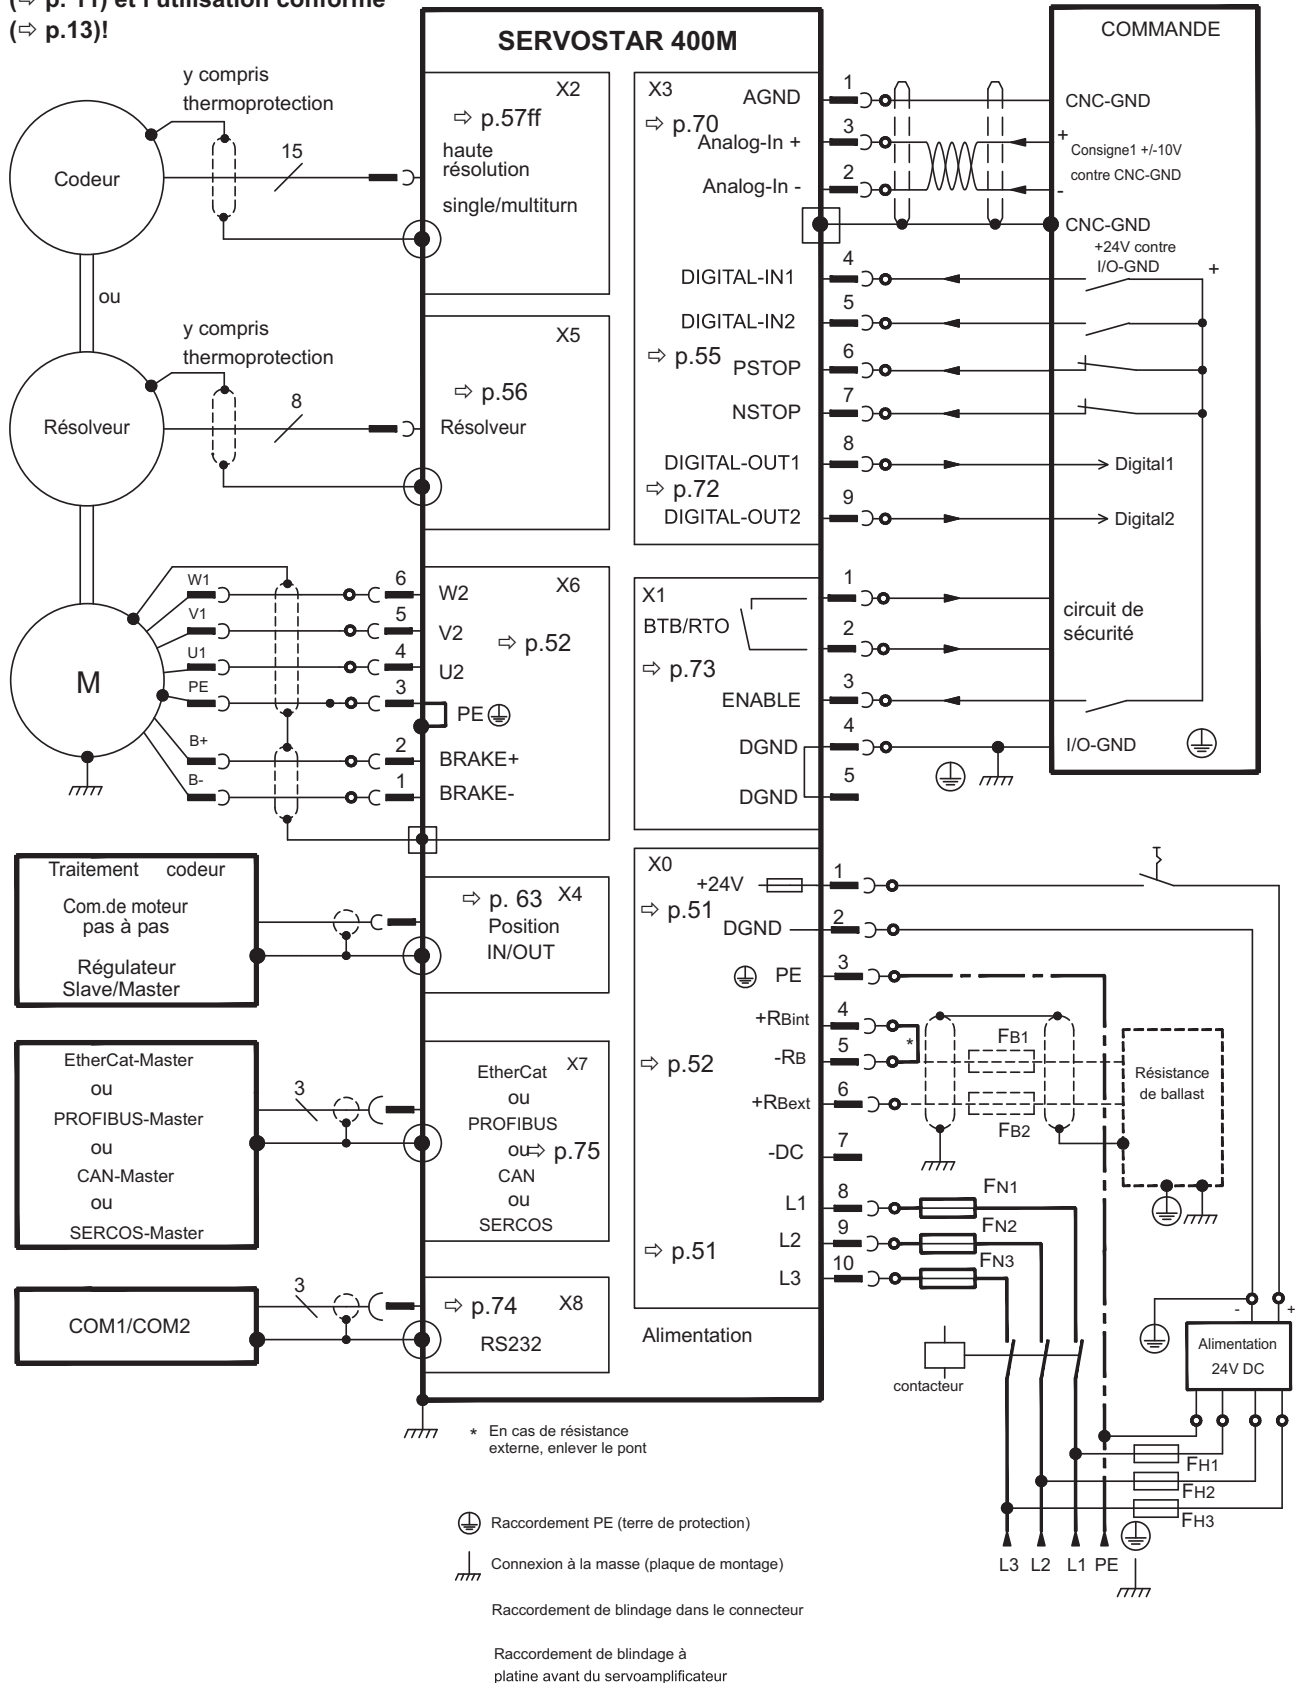 (⇨ p. 11) et l'utilisation conforme
(⇨ p.13)!
SERVOSTAR 400M
COMMANDE
y compris
thermoprotection
Codeur
15
X2
⇨ p.57ff
haute
résolution
single/multiturn
ou
y compris
thermoprotection
Résolveur
8
X5
⇨ p.56
Résolveur
M
W1
V1
U1
PE
B+
B-
6
5
4
3
2
1
X6
W2
V2
⇨ p.52
U2
PE
BRAKE+
BRAKE-
Traitement codeur
Com.de moteur
pas à pas
Régulateur
Slave/Master
⇨ p. 63 X4
Position
IN/OUT
EtherCat-Master
ou
PROFIBUS-Master
ou
CAN-Master
ou
SERCOS-Master
3
X7
EtherCat
ou
PROFIBUS
ou⇨ p.75
CAN
ou
SERCOS
COM1/COM2
3
⇨ p.74 X8
RS232
X3
⇨ p.70
AGND
1
Analog-In +
3
Analog-In -
2
CNC-GND
+
Consigne1 +/-10V
contre CNC-GND
-
CNC-GND
+24V contre
I/O-GND
+
DIGITAL-IN1
4
DIGITAL-IN2
5
⇨ p.55
PSTOP
6
NSTOP
7
DIGITAL-OUT1
8
Digital1
⇨ p.72
DIGITAL-OUT2
9
Digital2
X1
BTB/RTO
⇨ p.73
1
2
circuit de
sécurité
ENABLE
3
DGND
4
I/O-GND
DGND
5
X0
+24V
1
⇨ p.51
DGND
2
PE
3
+RBint
4
*
-RB
5
⇨ p.52
+RBext
6
FB1
FB2
Résistance
de ballast
-DC
7
L1
8
FN1
L2
9
FN2
⇨ p.51
L3
10
FN3
Alimentation
contacteur
-
+
Alimentation
24V DC
FH1
FH2
FH3
L3 L2 L1 PE
* En cas de résistance
externe, enlever le pont
Raccordement PE (terre de protection)
Connexion à la masse (plaque de montage)
Raccordement de blindage dans le connecteur
Raccordement de blindage à
platine avant du servoamplificateur